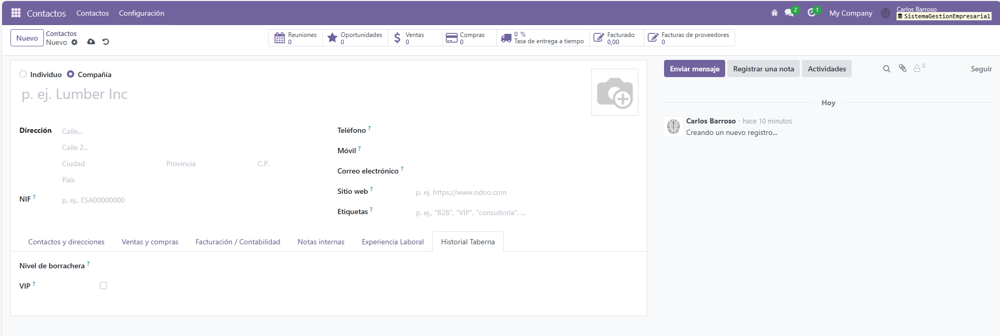 Contactos Contactos Configuración 2 1 My Company Carlos Barroso
SistemaGestionEmpresarial
Nuevo Contactos
Nuevo
Reuniones 0 Oportunidades 0 Ventas 0 Compras 0 0 % Tasa de entrega a tiempo Facturado 0,00 Facturas de proveedores 0
Individuo Compañía
p. ej. Lumber Inc
Dirección Calle...
Calle 2...
Ciudad Provincia C.P.
País
NIF ? p. ej., ESA00000000
Teléfono ?
Móvil ?
Correo electrónico ?
Sitio web ? p. ej. https://www.odoo.com
Etiquetas ? p. ej., "B2B", "VIP", "consultoría", ...
Contactos y direcciones Ventas y compras Facturación / Contabilidad Notas internas Experiencia Laboral Historial Taberna
Nivel de borrachera ?
VIP ?
Enviar mensaje Registrar una nota Actividades 0 Seguir
Hoy
Carlos Barroso - hace 10 minutos
Creando un nuevo registro...